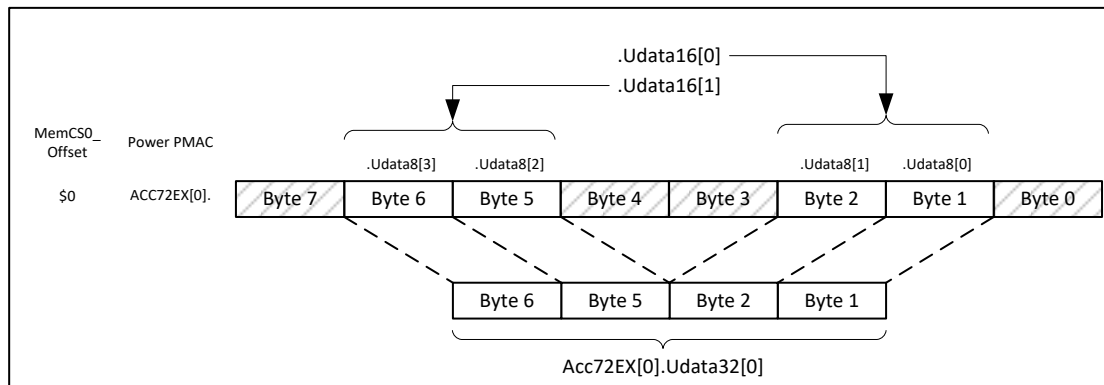 .Udata16[0]
.Udata16[1]
MemCS0_
Offset
Power PMAC
.Udata8[3] .Udata8[2] .Udata8[1] .Udata8[0]
$0 ACC72EX[0]. Byte 7 Byte 6 Byte 5 Byte 4 Byte 3 Byte 2 Byte 1 Byte 0
Byte 6 Byte 5 Byte 2 Byte 1
Acc72EX[0].Udata32[0]